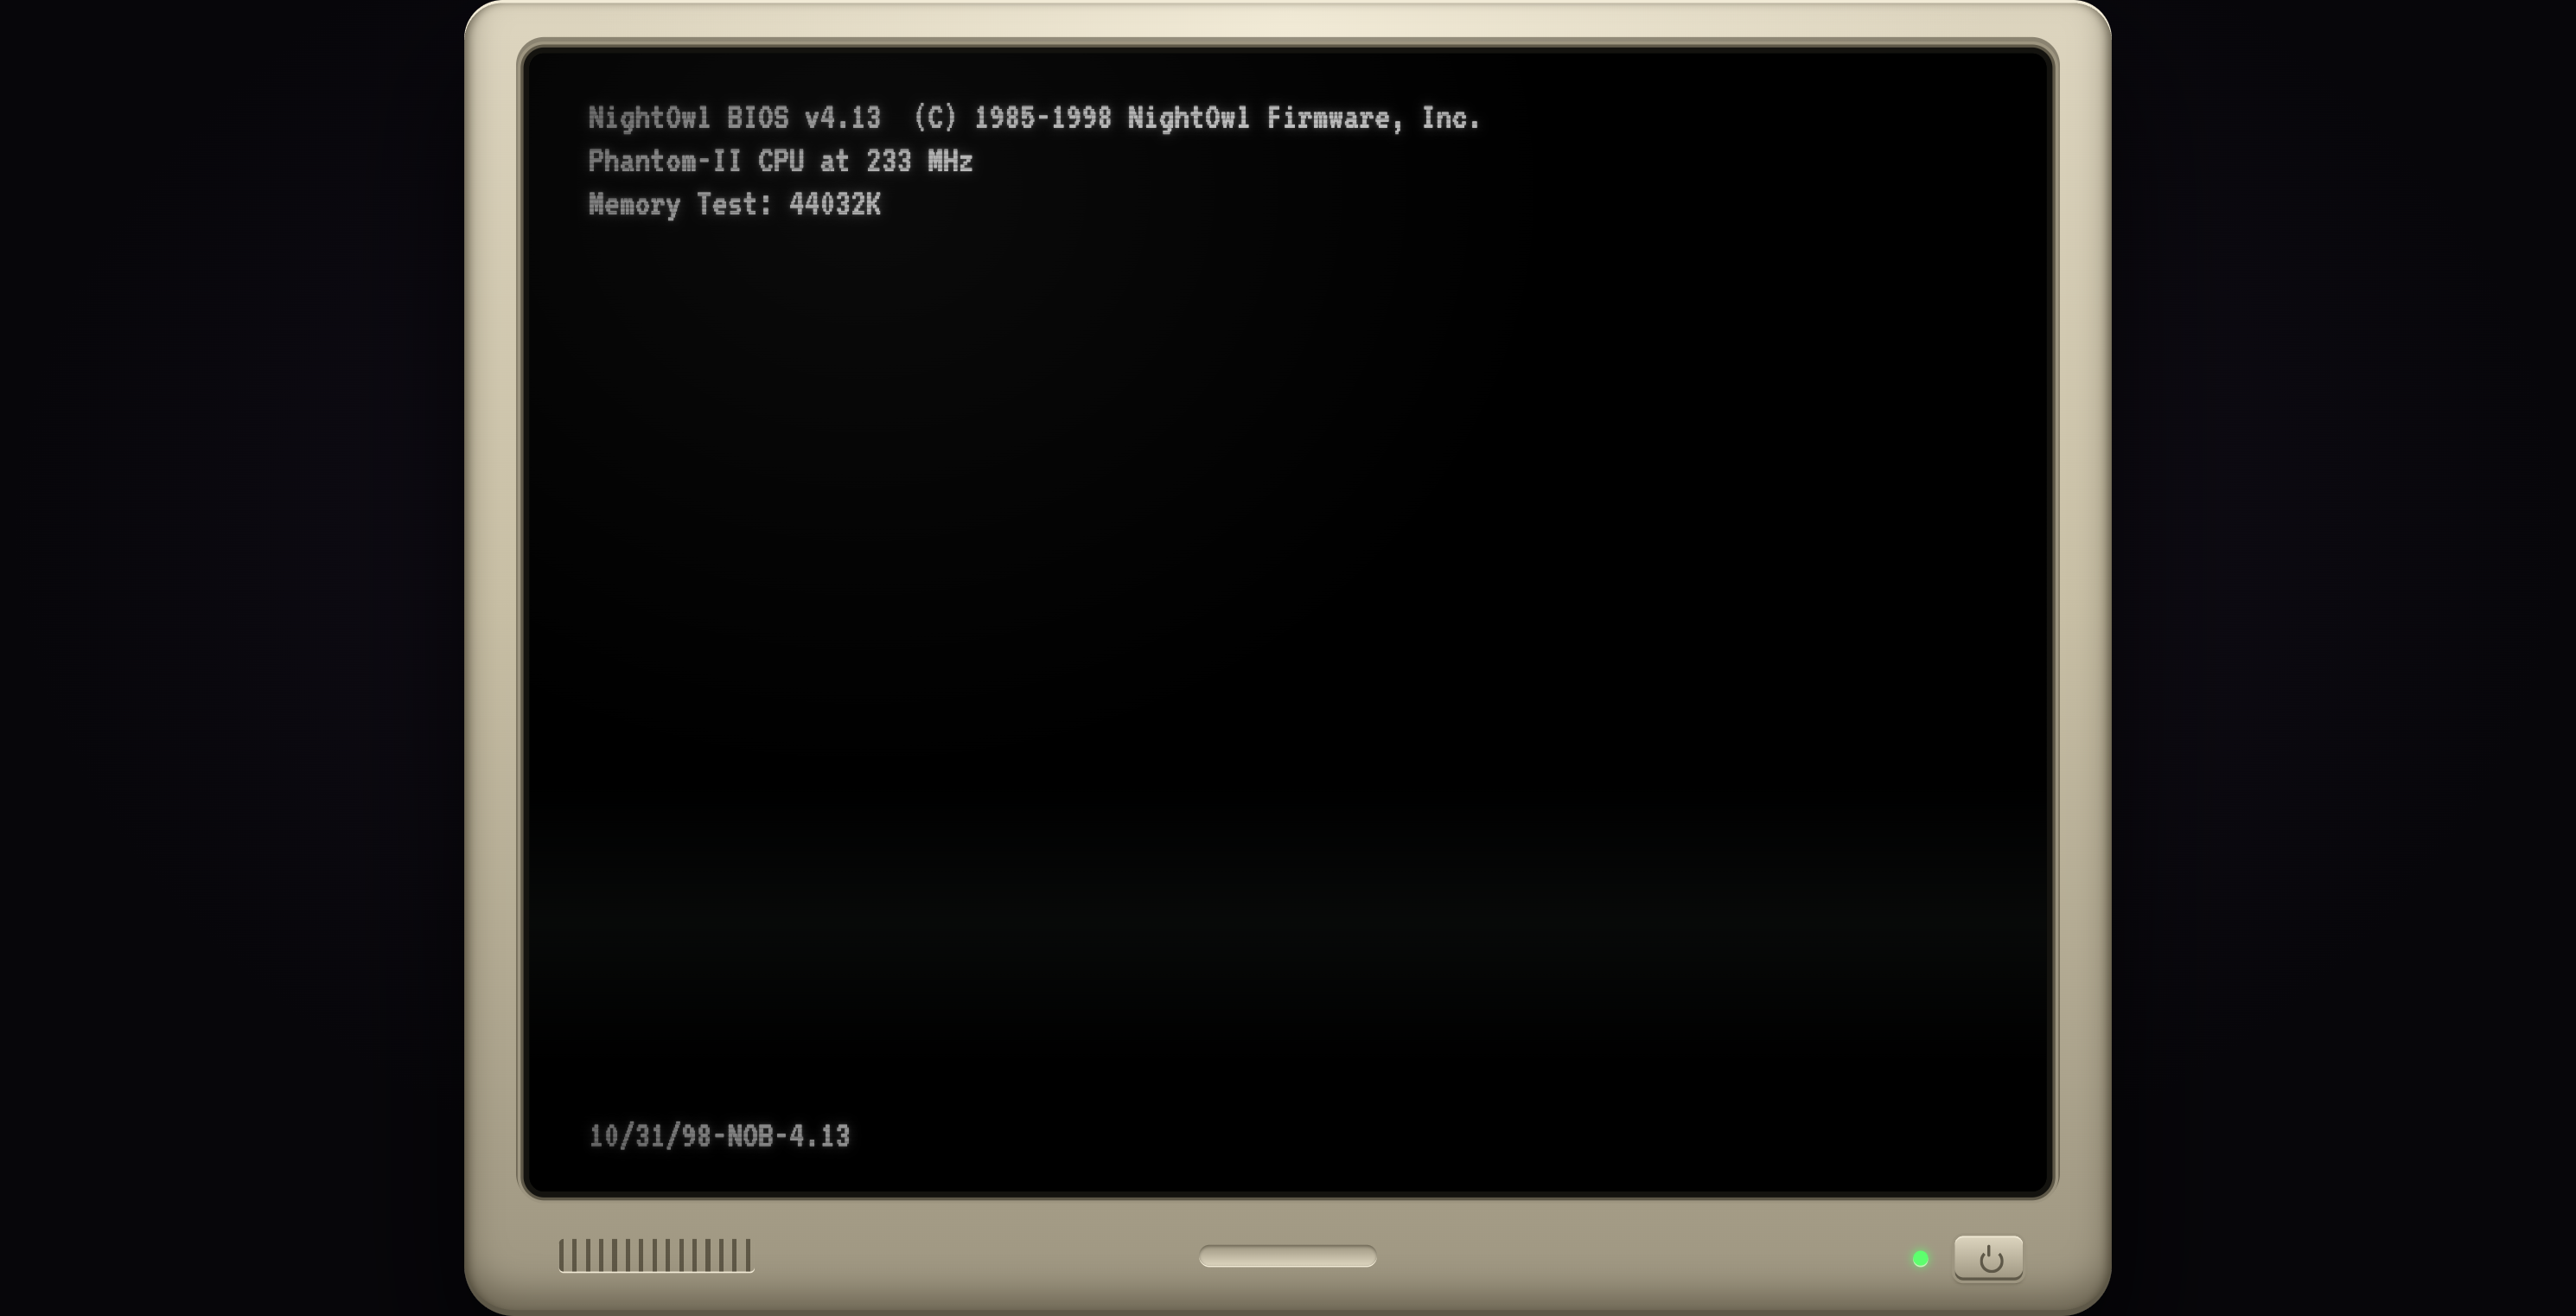 NightOwl BIOS v4.13  (C) 1985-1998 NightOwl Firmware, Inc.
Phantom-II CPU at 233 MHz
Memory Test: 44032K
10/31/98-NOB-4.13